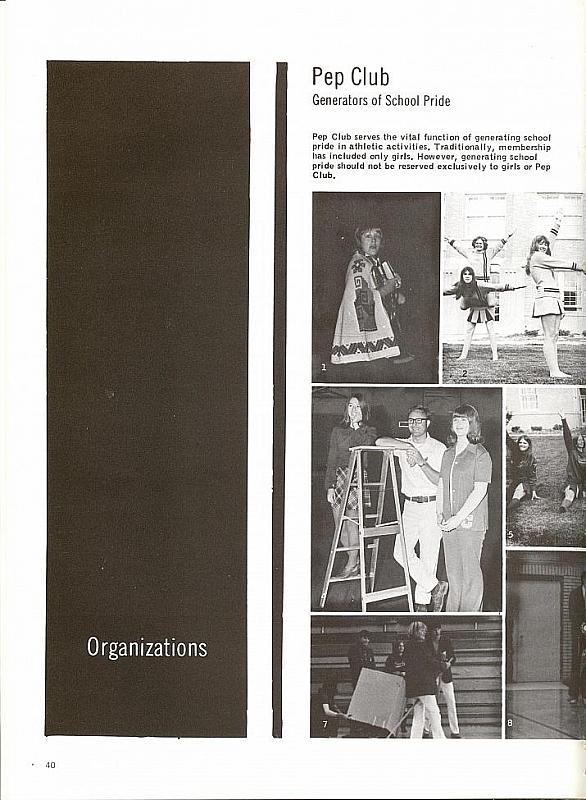 Pep Club
Generators of School Pride
Pep Club serves the vital function of generating school
pride in athletic activities. Traditionally, membership
has included only girls. However, generating school
pride should not be reserved exclusively to girls or Pep
Club.
1
2
5
7
8
Organizations
40